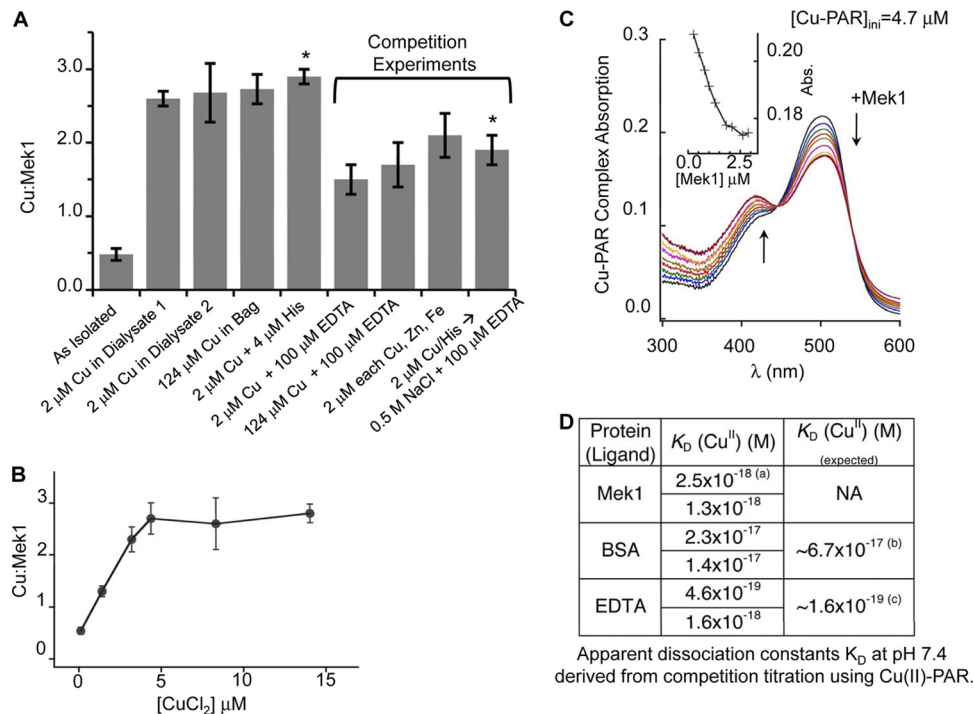 A
Cu:Mek1
3.0
2.0
1.0
0.0
Competition
Experiments
*
*
As Isolated
2 μM Cu in Dialysate 1
2 μM Cu in Dialysate 2
124 μM Cu in Bag
2 μM Cu + 4 μM His
2 μM Cu + 100 μM EDTA
124 μM Cu + 100 μM EDTA
2 μM each Cu, Zn, Fe
2 μM Cu/His →
0.5 M NaCl + 100 μM EDTA
B
Cu:Mek1
3
2
1
0
0 5 10 15
[CuCl2] μM
C
[Cu-PAR]ini=4.7 μM
Cu-PAR Complex Absorption
0.3
0.2
0.1
0.0
0.20
0.18
Abs.
0.0 2.5
[Mek1] μM
+Mek1
300 400 500 600
λ (nm)
D
Protein (Ligand) KD (CuII) (M) KD (CuII) (M) (expected)
Mek1 2.5x10-18 (a) NA
1.3x10-18
BSA 2.3x10-17 ~6.7x10-17 (b)
1.4x10-17
EDTA 4.6x10-19 ~1.6x10-19 (c)
1.6x10-18
Apparent dissociation constants KD at pH 7.4
derived from competition titration using Cu(II)-PAR.